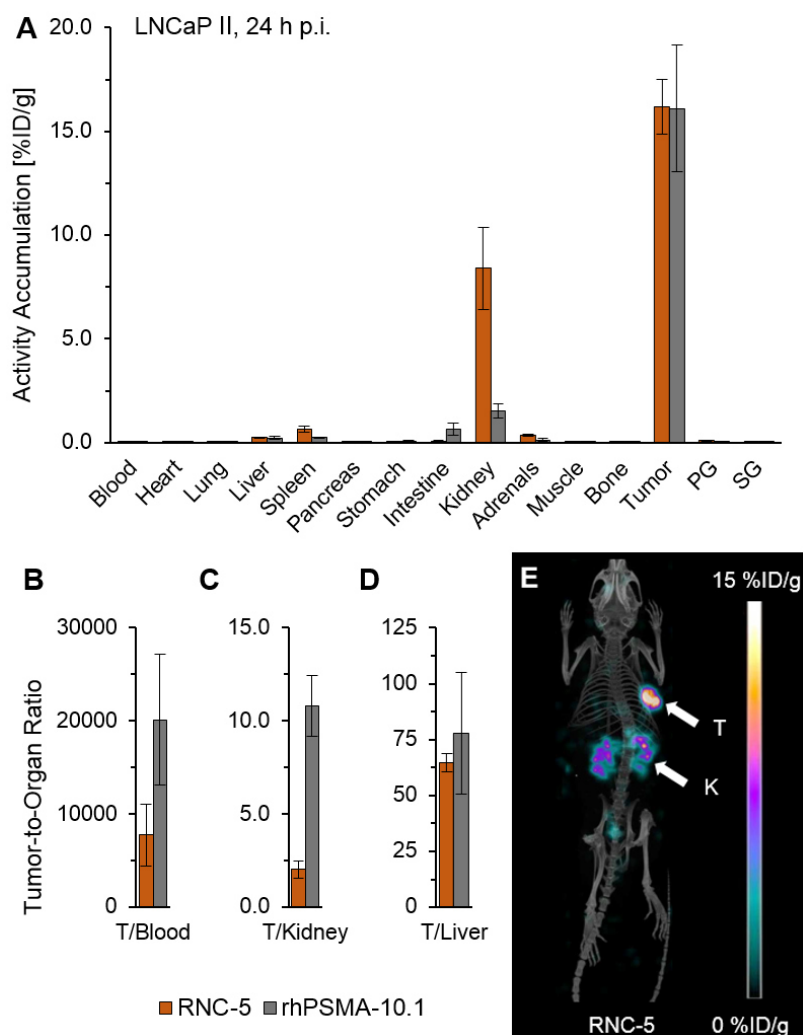 A
LNCaP II, 24 h p.i.
Activity Accumulation [%ID/g]
20.0
15.0
10.0
5.0
0.0
Blood
Heart
Lung
Liver
Spleen
Pancreas
Stomach
Intestine
Kidney
Adrenals
Muscle
Bone
Tumor
PG
SG
B
C
D
E
Tumor-to-Organ Ratio
30000
20000
10000
0
T/Blood
15.0
10.0
5.0
0.0
T/Kidney
125
100
75
50
25
0
T/Liver
15 %ID/g
T
K
RNC-5
0 %ID/g
RNC-5
rhPSMA-10.1